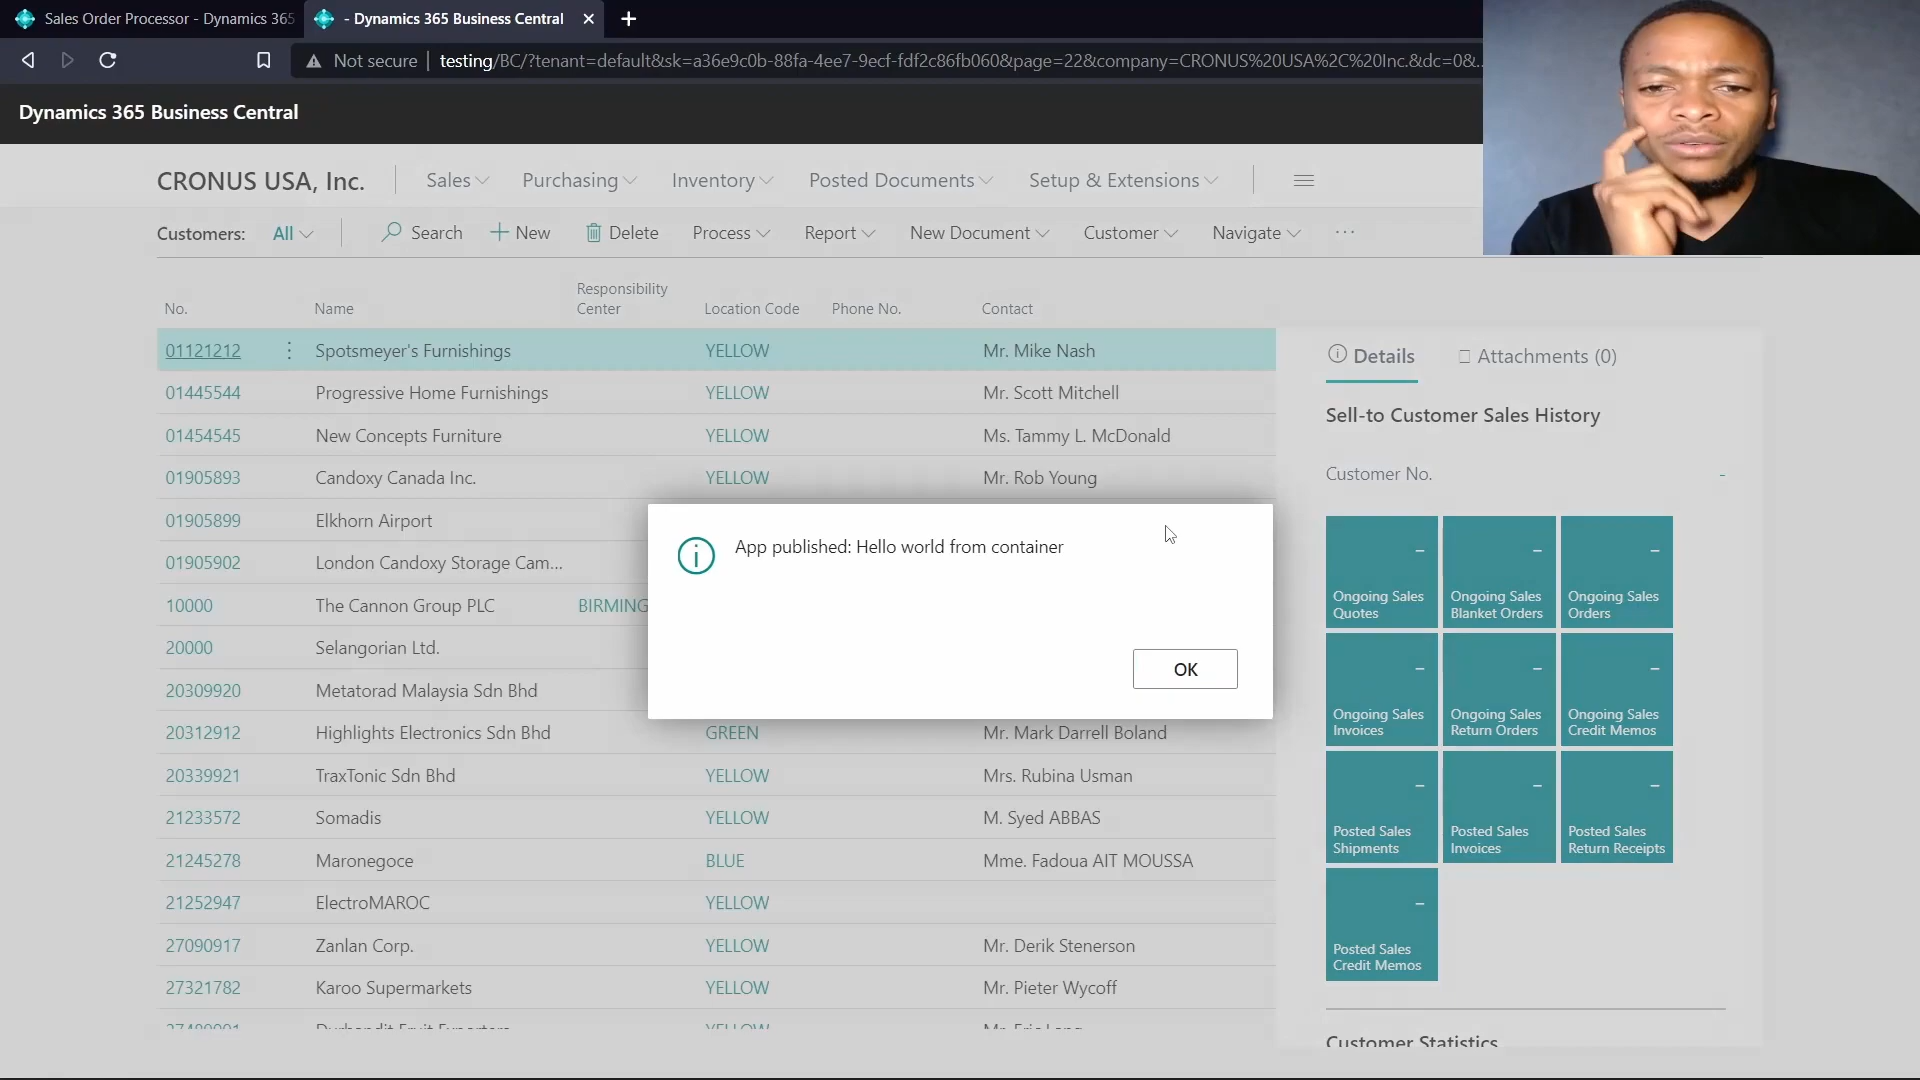 Sales Order Processor - Dynamics 365
- Dynamics 365 Business Central
Not secure
testing/BC/?tenant=default&sk=a36e9c0b-88fa-4ee7-9ecf-fdf2c86fb060&page=22&company=CRONUS%20USA%2C%20Inc.&dc=0&...
Dynamics 365 Business Central
CRONUS USA, Inc.
Sales
Purchasing
Inventory
Posted Documents
Setup & Extensions
Customers:
All
Search
New
Delete
Process
Report
New Document
Customer
Navigate
No.
Name
Responsibility
Center
Location Code
Phone No.
Contact
01121212 Spotsmeyer's Furnishings YELLOW Mr. Mike Nash
01445544 Progressive Home Furnishings YELLOW Mr. Scott Mitchell
01454545 New Concepts Furniture YELLOW Ms. Tammy L. McDonald
01905893 Candoxy Canada Inc. YELLOW Mr. Rob Young
01905899 Elkhorn Airport
01905902 London Candoxy Storage Cam...
10000 The Cannon Group PLC BIRMING
20000 Selangorian Ltd.
20309920 Metatorad Malaysia Sdn Bhd
20312912 Highlights Electronics Sdn Bhd GREEN Mr. Mark Darrell Boland
20339921 TraxTonic Sdn Bhd YELLOW Mrs. Rubina Usman
21233572 Somadis YELLOW M. Syed ABBAS
21245278 Maronegoce BLUE Mme. Fadoua AIT MOUSSA
21252947 ElectroMAROC YELLOW
27090917 Zanlan Corp. YELLOW Mr. Derik Stenerson
27321782 Karoo Supermarkets YELLOW Mr. Pieter Wycoff
App published: Hello world from container
OK
Details
Attachments (0)
Sell-to Customer Sales History
Customer No. -
Ongoing Sales
Quotes
Ongoing Sales
Blanket Orders
Ongoing Sales
Orders
Ongoing Sales
Invoices
Ongoing Sales
Return Orders
Ongoing Sales
Credit Memos
Posted Sales
Shipments
Posted Sales
Invoices
Posted Sales
Return Receipts
Posted Sales
Credit Memos
Customer Statistics